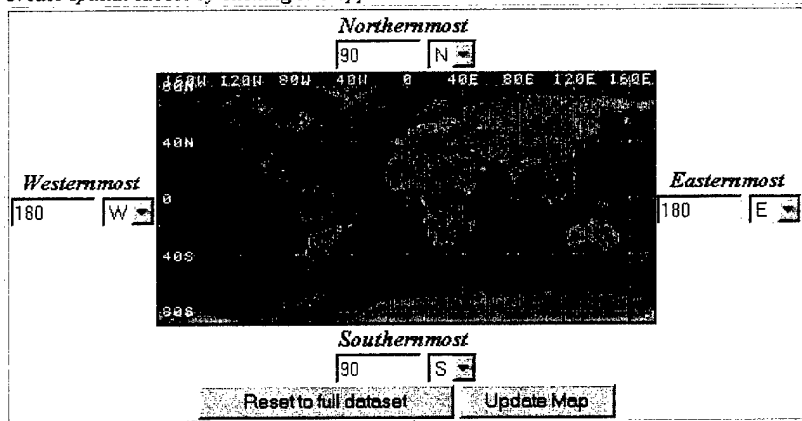 Northernmost
90 N
160W 120W 80W 40W 0 40E 80E 120E 160E
80N
40N
Westernmost
Eastermost
180 W
0
180 E
40S
80S
Southernmost
90 S
Reset to full dataset Update Map